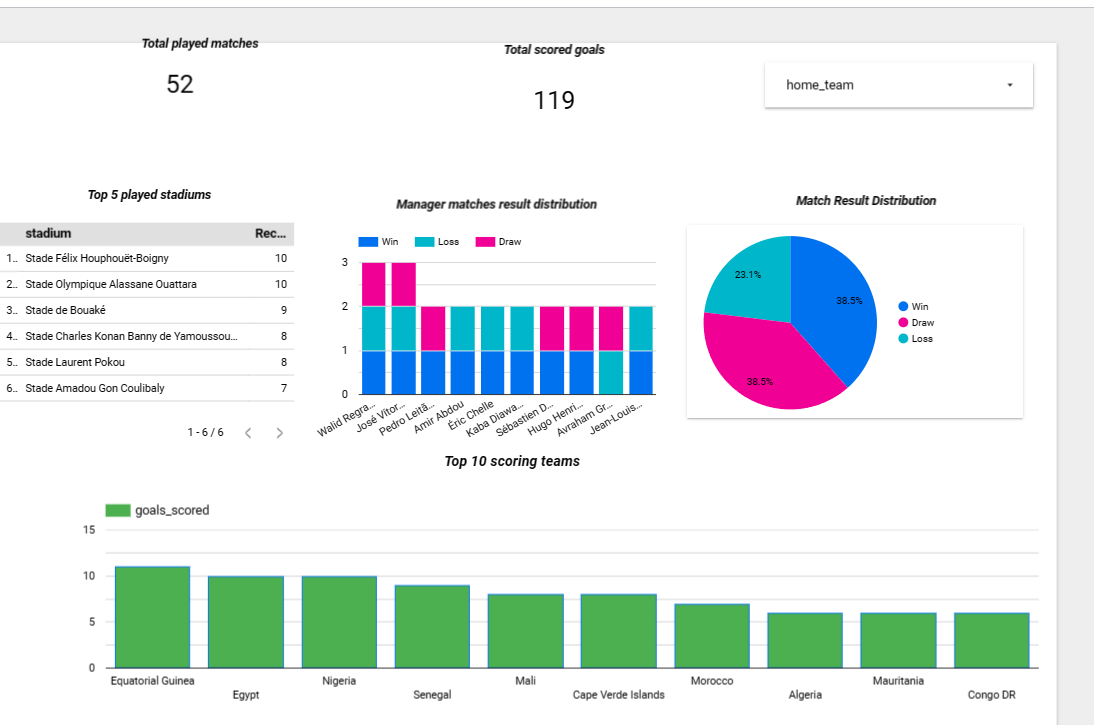 Total played matches
52
Total scored goals
119
home_team
Top 5 played stadiums
stadium Rec...
1.. Stade Félix Houphouët-Boigny 10
2.. Stade Olympique Alassane Ouattara 10
3.. Stade de Bouaké 9
4.. Stade Charles Konan Banny de Yamoussou... 8
5.. Stade Laurent Pokou 8
6.. Stade Amadou Gon Coulibaly 7
1 - 6 / 6
Manager matches result distribution
Win Loss Draw
3
2
1
0
Walid Regra...
José Vitor...
Pedro Leitã...
Amir Abdou
Éric Chelle
Kaba Diawa...
Sébastien D...
Hugo Henri...
Avraham Gr...
Jean-Louis...
Match Result Distribution
23.1%
38.5%
38.5%
Win
Draw
Loss
Top 10 scoring teams
goals_scored
15
10
5
0
Equatorial Guinea
Egypt
Nigeria
Senegal
Mali
Cape Verde Islands
Morocco
Algeria
Mauritania
Congo DR